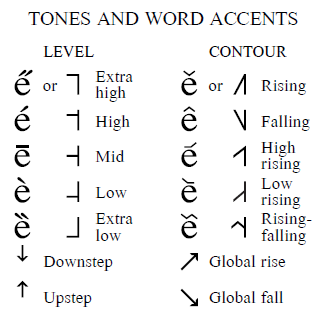 TONES AND WORD ACCENTS
LEVEL CONTOUR
e̋ or ˥ Extra high ě or ˩˥ Rising
é ˦ High ê ˥˩ Falling
ē ˧ Mid e᷄ ˦˥ High rising
è ˨ Low e᷅ ˩˨ Low rising
ȅ ˩ Extra low e᷈ ˧˦˧ Rising-falling
↓ Downstep ↗ Global rise
↑ Upstep ↘ Global fall